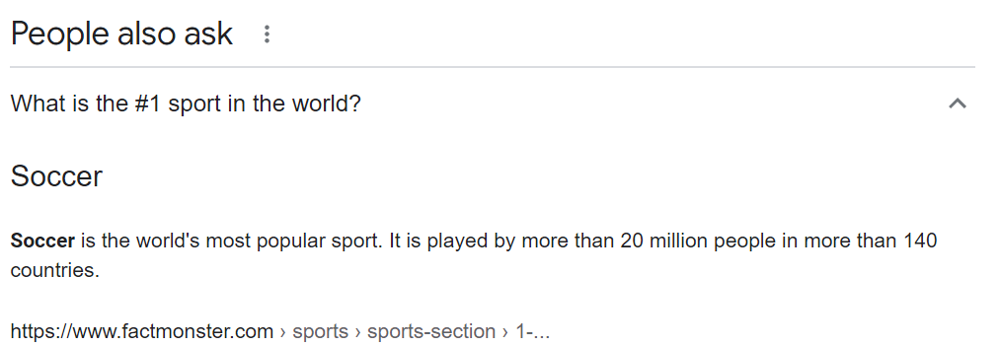 People also ask
What is the #1 sport in the world?
Soccer
Soccer is the world's most popular sport. It is played by more than 20 million people in more than 140
countries.
https://www.factmonster.com › sports › sports-section › 1-...